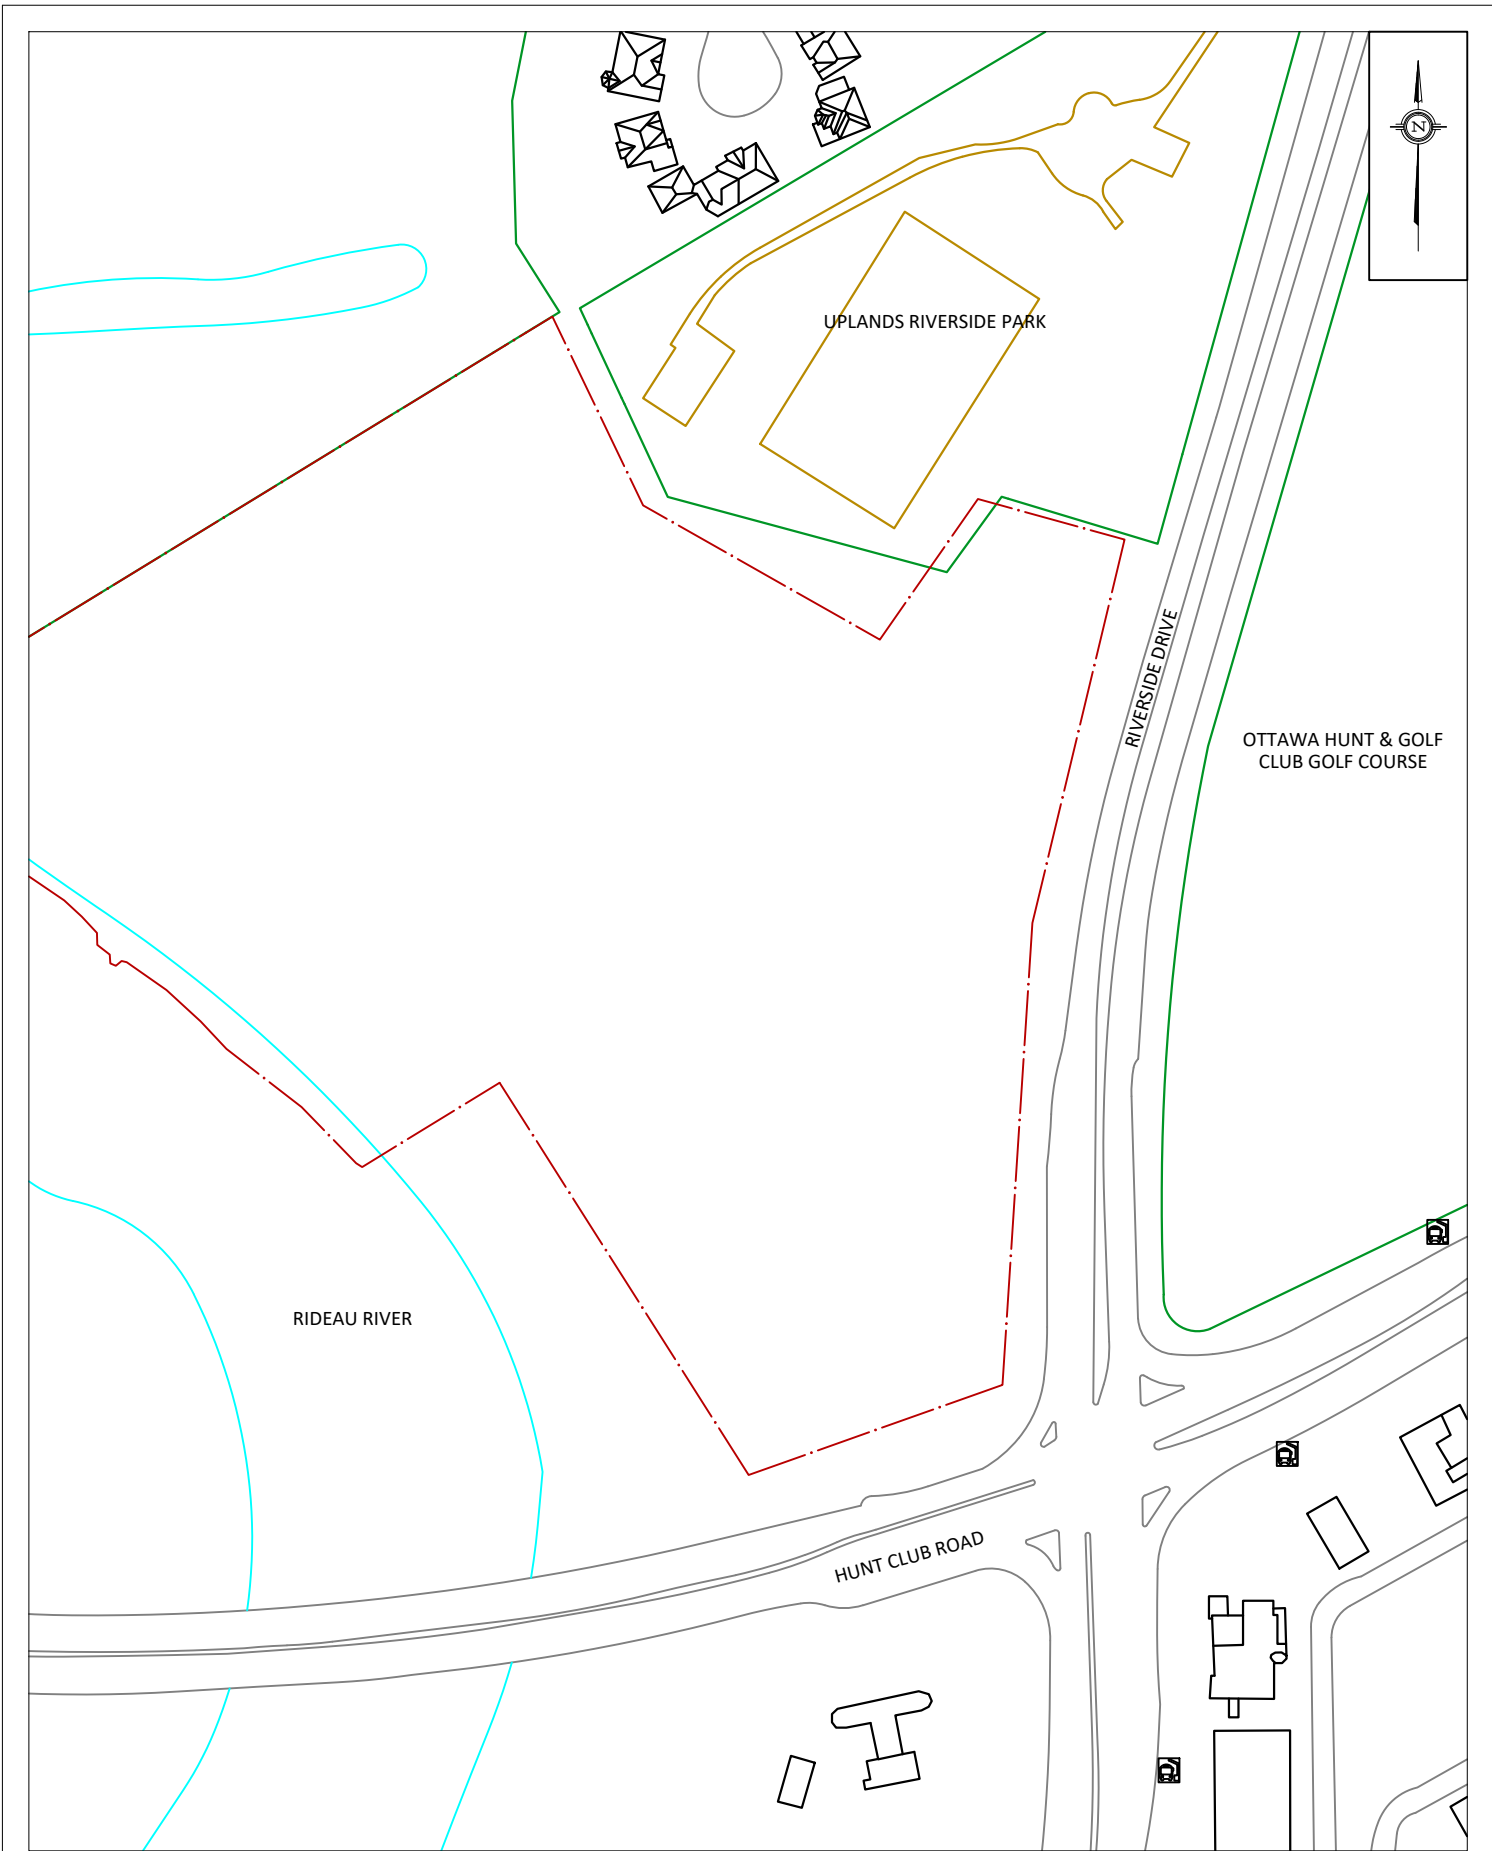 N
UPLANDS RIVERSIDE PARK
RIVERSIDE DRIVE
OTTAWA HUNT & GOLF
CLUB GOLF COURSE
RIDEAU RIVER
HUNT CLUB ROAD